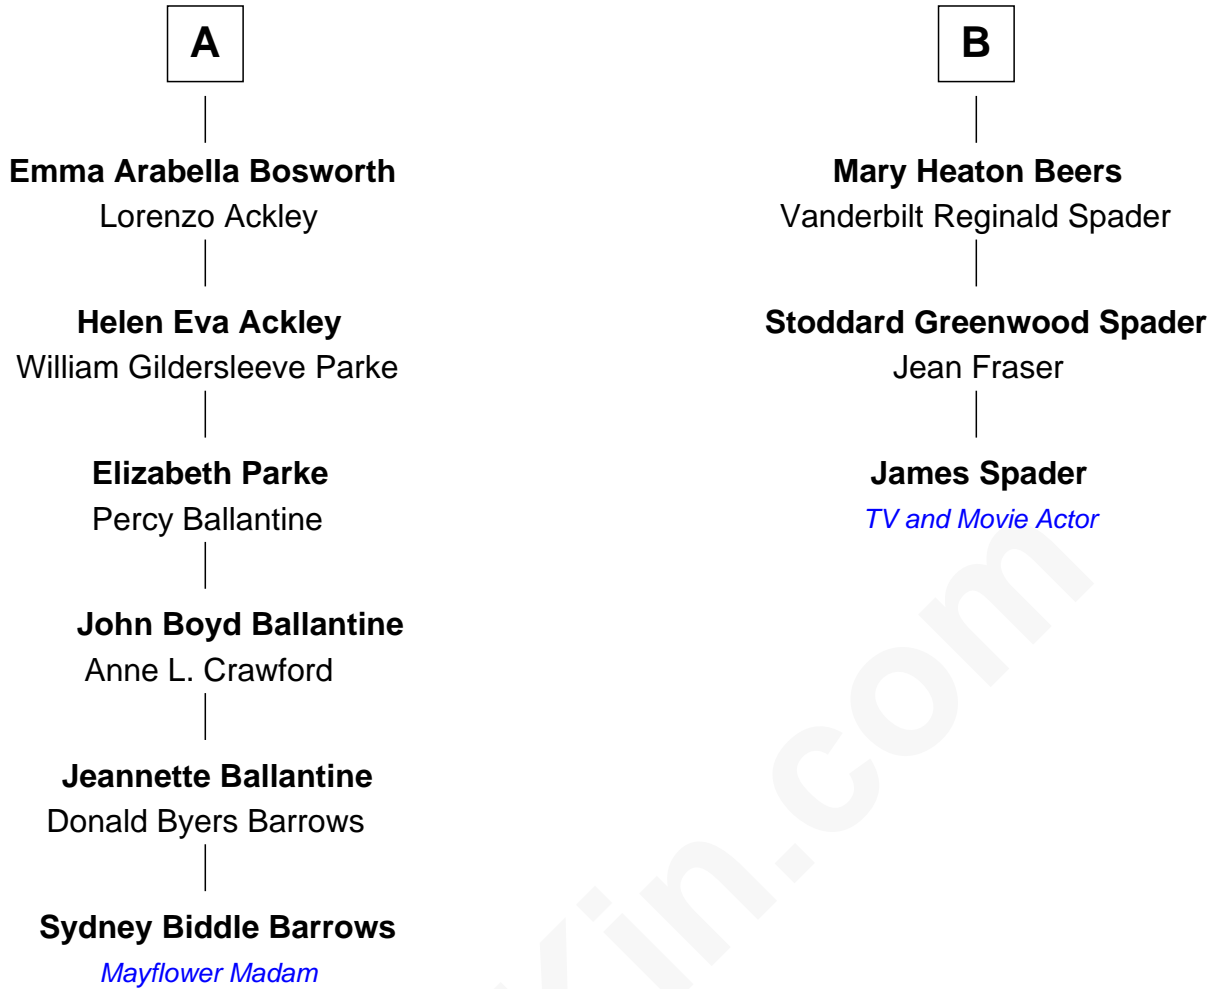 A
Emma Arabella Bosworth
Lorenzo Ackley
Helen Eva Ackley
William Gildersleeve Parke
Elizabeth Parke
Percy Ballantine
John Boyd Ballantine
Anne L. Crawford
Jeannette Ballantine
Donald Byers Barrows
Sydney Biddle Barrows
Mayflower Madam
B
Mary Heaton Beers
Vanderbilt Reginald Spader
Stoddard Greenwood Spader
Jean Fraser
James Spader
TV and Movie Actor
Kin.com